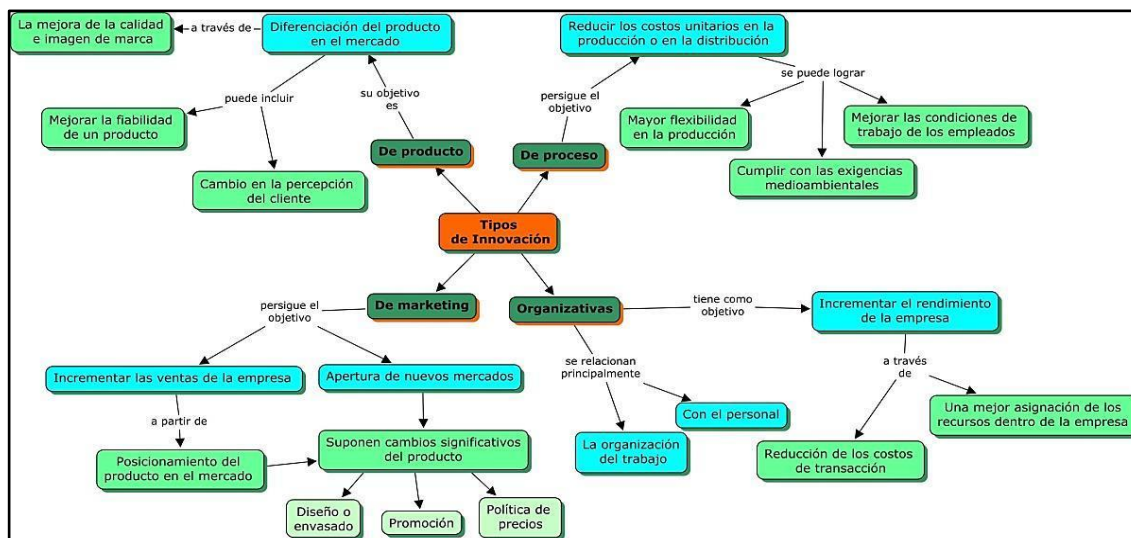 La mejora de la calidad
e imagen de marca
a través de
Diferenciación del producto
en el mercado
puede incluir
Mejorar la fiabilidad
de un producto
Cambio en la percepción
del cliente
su objetivo
es
De producto
Reducir los costos unitarios en la
producción o en la distribución
persigue el
objetivo
De proceso
se puede lograr
Mayor flexibilidad
en la producción
Mejorar las condiciones de
trabajo de los empleados
Cumplir con las exigencias
medioambientales
Tipos
de Innovación
De marketing
persigue el
objetivo
Incrementar las ventas de la empresa
Apertura de nuevos mercados
a partir de
Posicionamiento del
producto en el mercado
Suponen cambios significativos
del producto
Diseño o
envasado
Promoción
Política de
precios
Organizativas
tiene como
objetivo
Incrementar el rendimiento
de la empresa
se relacionan
principalmente
Con el personal
La organización
del trabajo
a través
de
Una mejor asignación de los
recursos dentro de la empresa
Reducción de los costos
de transacción